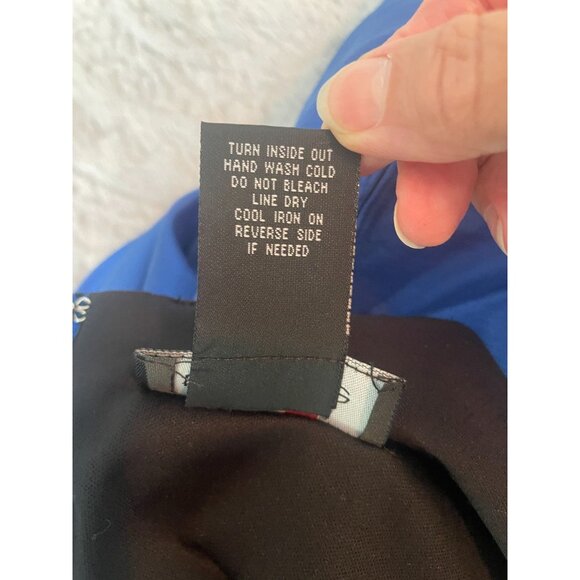 TURN INSIDE OUT
HAND WASH COLD
DO NOT BLEACH
LINE DRY
COOL IRON ON
REVERSE SIDE
IF NEEDED